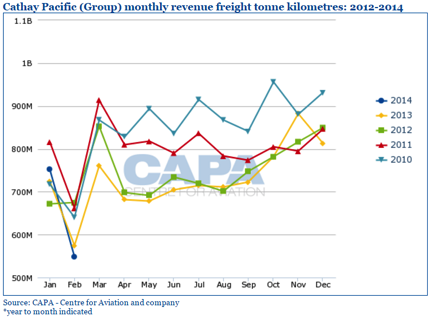 Cathay Pacific (Group) monthly revenue freight tonne kilometres: 2012-2014
1.1B
1B
900M
800M
700M
600M
500M
Jan Feb Mar Apr May Jun Jul Aug Sep Oct Nov Dec
2014
2013
2012
2011
2010
CAPA
CENTRE FOR AVIATION
Source: CAPA - Centre for Aviation and company
*year to month indicated